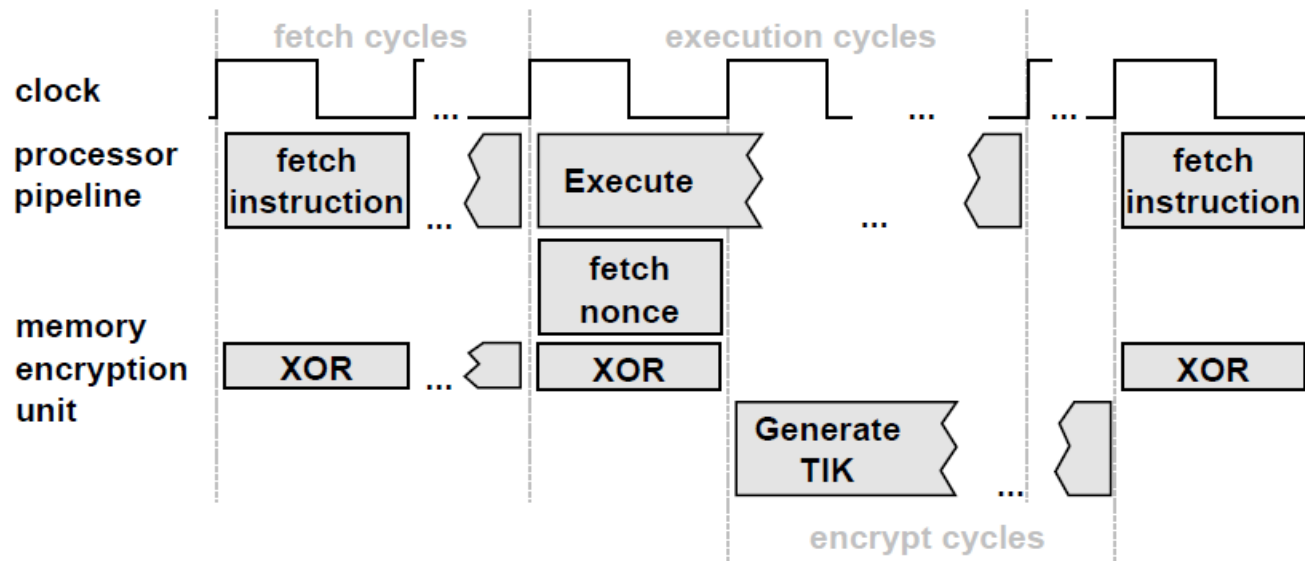 fetch cycles
execution cycles
clock
...
...
...
processor
pipeline
fetch
instruction
...
Execute
...
fetch
instruction
fetch
nonce
memory
encryption
unit
XOR
...
XOR
XOR
Generate
TIK
...
encrypt cycles